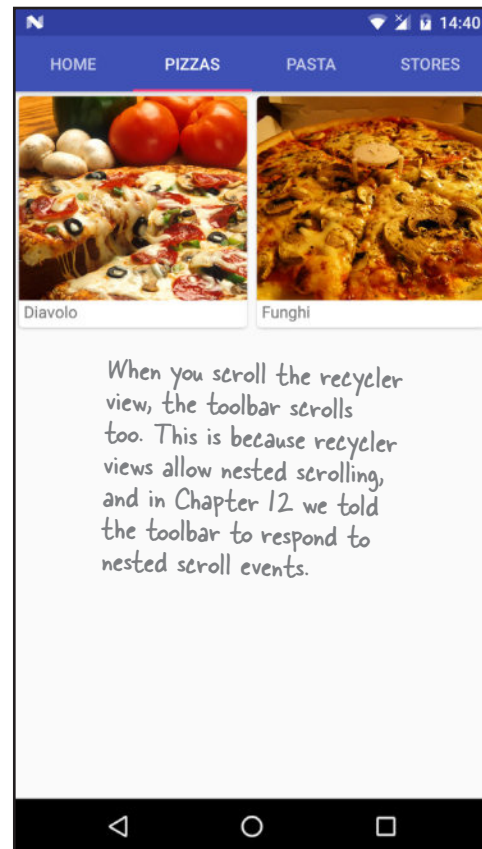 14:40
HOME PIZZAS PASTA STORES
Diavolo Funghi
When you scroll the recycler
view, the toolbar scrolls
too. This is because recycler
views allow nested scrolling,
and in Chapter 12 we told
the toolbar to respond to
nested scroll events.